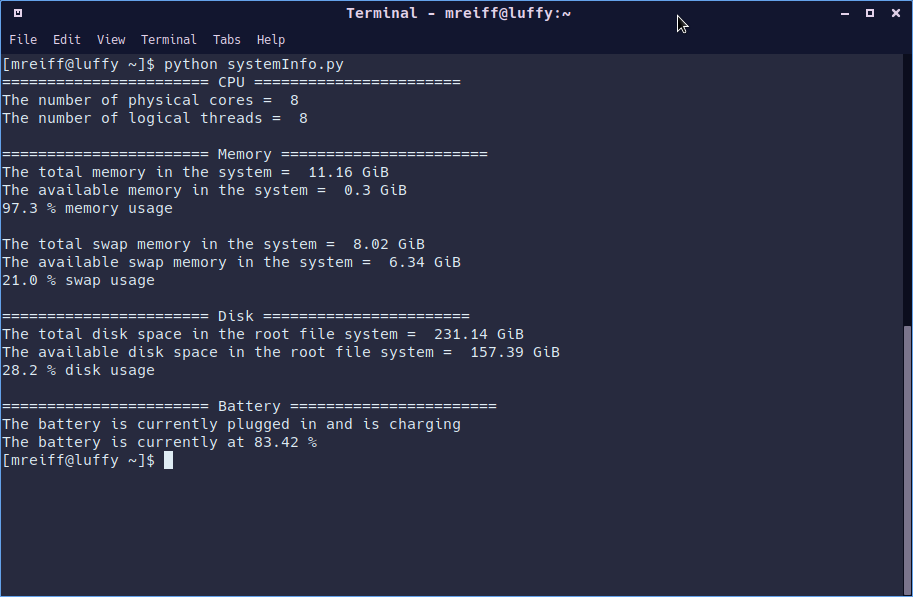 Terminal - mreiff@luffy:~
File Edit View Terminal Tabs Help
[mreiff@luffy ~]$ python systemInfo.py
======================= CPU =======================
The number of physical cores =  8
The number of logical threads =  8

======================= Memory =======================
The total memory in the system =  11.16 GiB
The available memory in the system =  0.3 GiB
97.3 % memory usage

The total swap memory in the system =  8.02 GiB
The available swap memory in the system =  6.34 GiB
21.0 % swap usage

======================= Disk =======================
The total disk space in the root file system =  231.14 GiB
The available disk space in the root file system =  157.39 GiB
28.2 % disk usage

======================= Battery =======================
The battery is currently plugged in and is charging
The battery is currently at 83.42 %
[mreiff@luffy ~]$